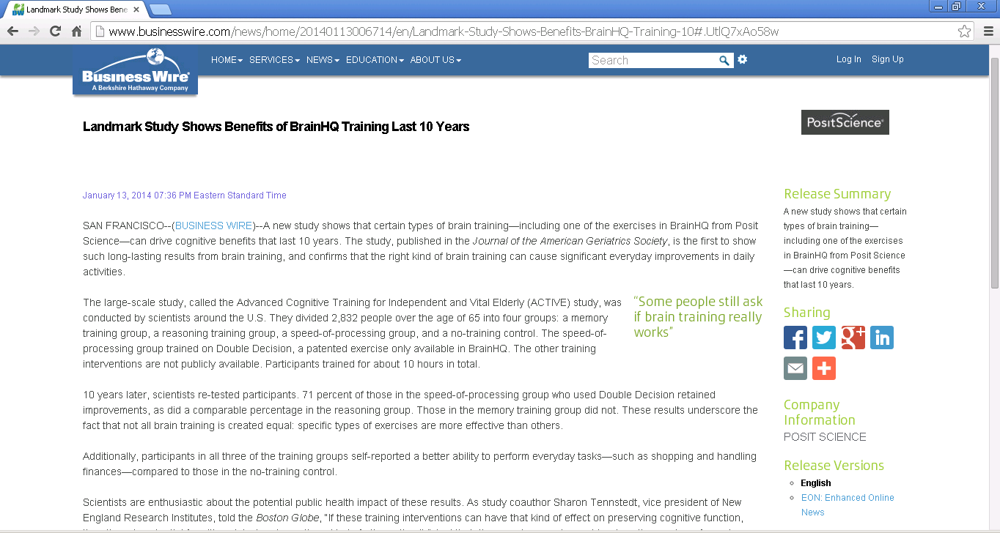 Landmark Study Shows Bene
www.businesswire.com/news/home/20140113006714/en/Landmark-Study-Shows-Benefits-BrainHQ-Training-10#.UtlQ7xAo58w
Business Wire
A Berkshire Hathaway Company
HOME SERVICES NEWS EDUCATION ABOUT US
Search
Log In Sign Up
Landmark Study Shows Benefits of BrainHQ Training Last 10 Years
PositScience
January 13, 2014 07:36 PM Eastern Standard Time
SAN FRANCISCO--(BUSINESS WIRE)--A new study shows that certain types of brain training—including one of the exercises in BrainHQ from Posit
Science—can drive cognitive benefits that last 10 years. The study, published in the Journal of the American Geriatrics Society, is the first to show
such long-lasting results from brain training, and confirms that the right kind of brain training can cause significant everyday improvements in daily
activities.
The large-scale study, called the Advanced Cognitive Training for Independent and Vital Elderly (ACTIVE) study, was
conducted by scientists around the U.S. They divided 2,832 people over the age of 65 into four groups: a memory
training group, a reasoning training group, a speed-of-processing group, and a no-training control. The speed-of-
processing group trained on Double Decision, a patented exercise only available in BrainHQ. The other training
interventions are not publicly available. Participants trained for about 10 hours in total.
“Some people still ask
if brain training really
works”
10 years later, scientists re-tested participants. 71 percent of those in the speed-of-processing group who used Double Decision retained
improvements, as did a comparable percentage in the reasoning group. Those in the memory training group did not. These results underscore the
fact that not all brain training is created equal: specific types of exercises are more effective than others.
Additionally, participants in all three of the training groups self-reported a better ability to perform everyday tasks—such as shopping and handling
finances—compared to those in the no-training control.
Scientists are enthusiastic about the potential public health impact of these results. As study coauthor Sharon Tennstedt, vice president of New
England Research Institutes, told the Boston Globe, "If these training interventions can have that kind of effect on preserving cognitive function,
Release Summary
A new study shows that certain
types of brain training—
including one of the exercises
in BrainHQ from Posit Science
—can drive cognitive benefits
that last 10 years.
Sharing
Company
Information
POSIT SCIENCE
Release Versions
English
EON: Enhanced Online
News